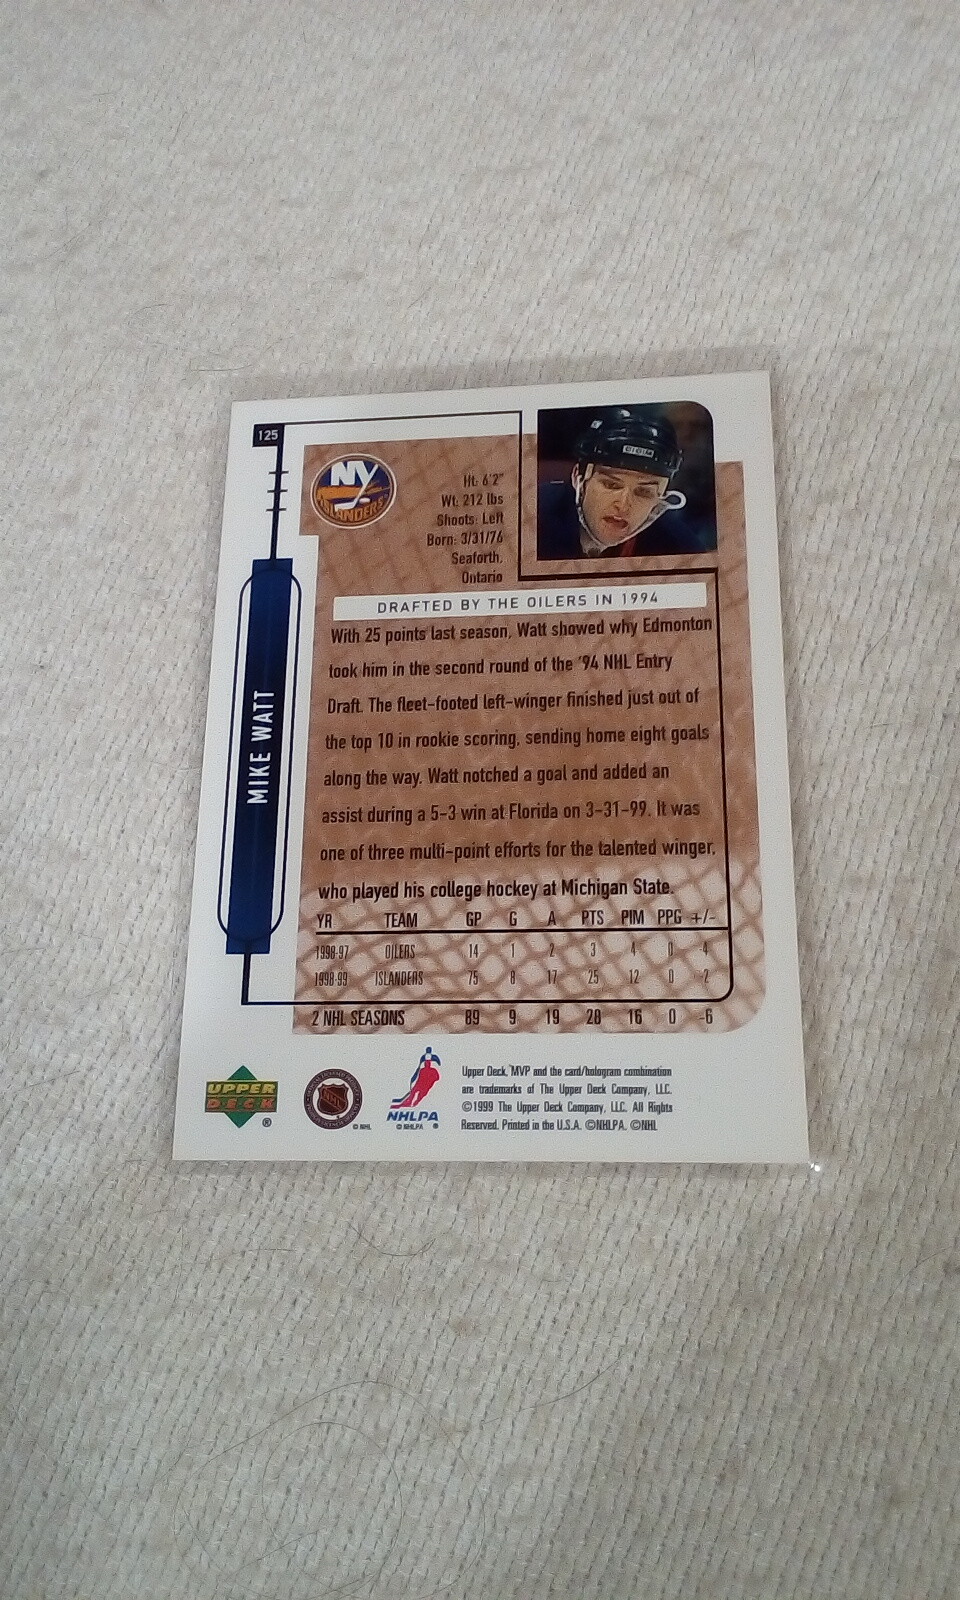 125
NY
ISLANDERS
Ht: 6'2"
Wt: 212 lbs
Shoots: Left
Born: 3/31/76
Seaforth,
Ontario
DRAFTED BY THE OILERS IN 1994
With 25 points last season, Watt showed why Edmonton
took him in the second round of the '94 NHL Entry
Draft. The fleet-footed left-winger finished just out of
the top 10 in rookie scoring, sending home eight goals
along the way. Watt notched a goal and added an
assist during a 5-3 win at Florida on 3-31-99. It was
one of three multi-point efforts for the talented winger,
who played his college hockey at Michigan State.
MIKE WATT
YR TEAM GP G A PTS PIM PPG +/-
1998-97 OILERS 14 1 2 3 4 0 -4
1998-99 ISLANDERS 75 8 17 25 12 0 -2
2 NHL SEASONS 89 9 19 28 16 0 -6
UPPER
DECK
®
© NHL
NHLPA
© NHLPA ®
Upper Deck, MVP and the card/hologram combination
are trademarks of The Upper Deck Company, LLC.
©1999 The Upper Deck Company, LLC. All Rights
Reserved. Printed in the U.S.A. ©NHLPA. ©NHL